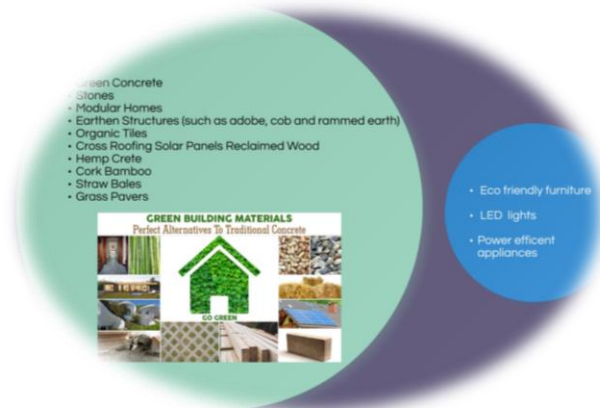 Green Concrete
• Stones
• Modular Homes
• Earthen Structures (such as adobe, cob and rammed earth)
• Organic Tiles
• Cross Roofing Solar Panels Reclaimed Wood
• Hemp Crete
• Cork Bamboo
• Straw Bales
• Grass Pavers
GREEN BUILDING MATERIALS
Perfect Alternatives To Traditional Concrete
GO GREEN
• Eco friendly furniture
• LED lights
• Power efficent
appliances